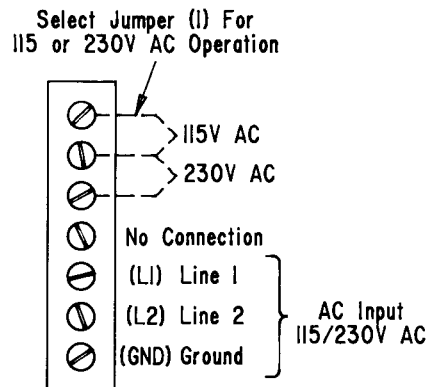 Select Jumper (1) For
115 or 230V AC Operation
115V AC
230V AC
No Connection
(L1) Line 1
(L2) Line 2
(GND) Ground
AC Input
115/230V AC